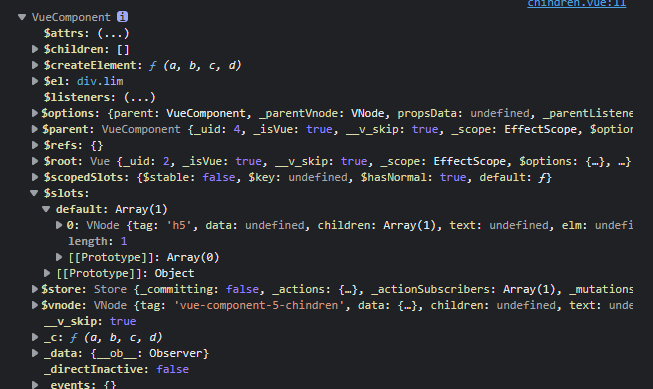 chindren.vue:11
VueComponent i
$attrs: (...)
$children: []
$createElement: ƒ (a, b, c, d)
$el: div.lim
$listeners: (...)
$options: {parent: VueComponent, _parentVnode: VNode, propsData: undefined, _parentListene
$parent: VueComponent {_uid: 4, _isVue: true, __v_skip: true, _scope: EffectScope, $option
$refs: {}
$root: Vue {_uid: 2, _isVue: true, __v_skip: true, _scope: EffectScope, $options: {…}, …}
$scopedSlots: {$stable: false, $key: undefined, $hasNormal: true, default: ƒ}
$slots:
default: Array(1)
0: VNode {tag: 'h5', data: undefined, children: Array(1), text: undefined, elm: undefi
length: 1
[[Prototype]]: Array(0)
[[Prototype]]: Object
$store: Store {_committing: false, _actions: {…}, _actionSubscribers: Array(1), _mutations
$vnode: VNode {tag: 'vue-component-5-chindren', data: {…}, children: undefined, text: unde
__v_skip: true
_c: ƒ (a, b, c, d)
_data: {__ob__: Observer}
_directInactive: false
_events: {}